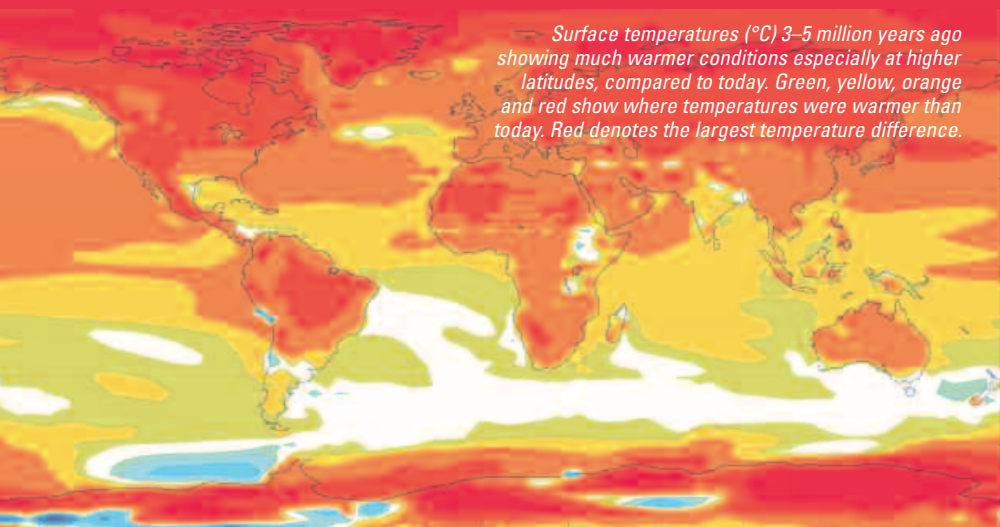 Surface temperatures (°C) 3–5 million years ago
showing much warmer conditions especially at higher
latitudes, compared to today. Green, yellow, orange
and red show where temperatures were warmer than
today. Red denotes the largest temperature difference.